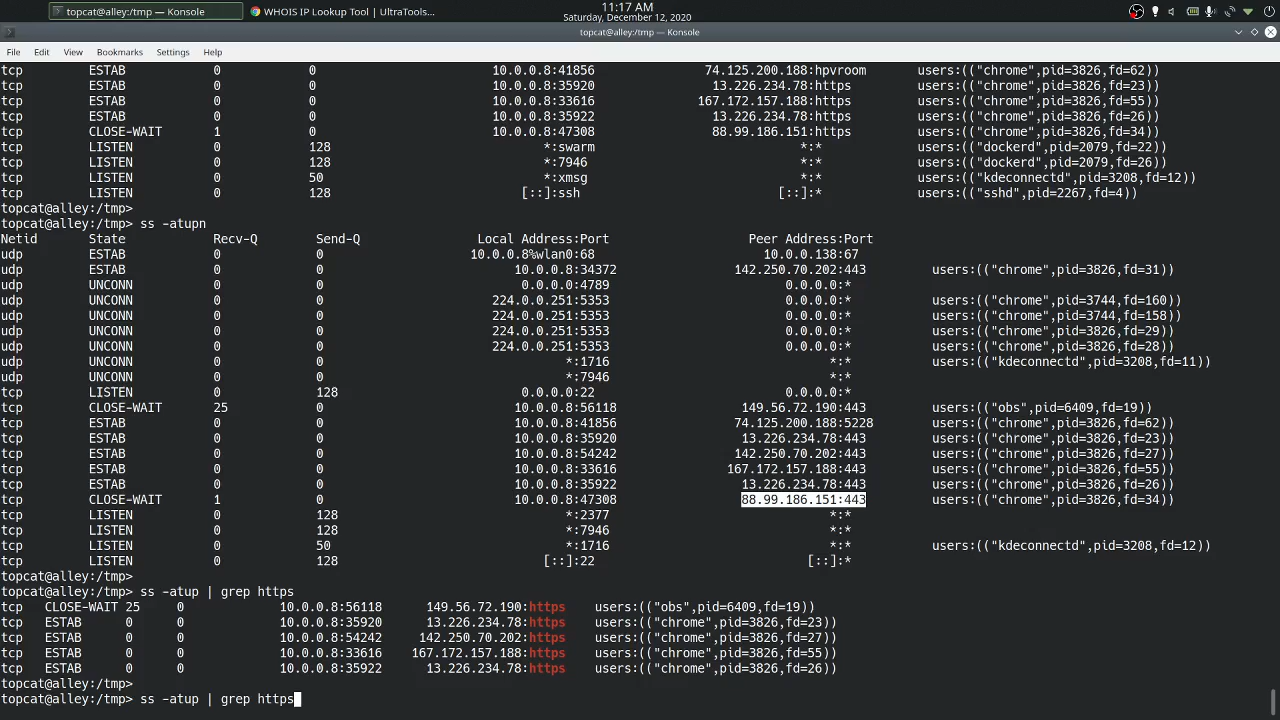 topcat@alley:/tmp — Konsole
WHOIS IP Lookup Tool | UltraTools...
11:17 AM
Saturday, December 12, 2020
topcat@alley:/tmp — Konsole
File Edit View Bookmarks Settings Help
tcp ESTAB 0 0 10.0.0.8:41856 74.125.200.188:hpvroom users:(("chrome",pid=3826,fd=62))
tcp ESTAB 0 0 10.0.0.8:35920 13.226.234.78:https users:(("chrome",pid=3826,fd=23))
tcp ESTAB 0 0 10.0.0.8:33616 167.172.157.188:https users:(("chrome",pid=3826,fd=55))
tcp ESTAB 0 0 10.0.0.8:35922 13.226.234.78:https users:(("chrome",pid=3826,fd=26))
tcp CLOSE-WAIT 1 0 10.0.0.8:47308 88.99.186.151:https users:(("chrome",pid=3826,fd=34))
tcp LISTEN 0 128 *:swarm *:* users:(("dockerd",pid=2079,fd=22))
tcp LISTEN 0 128 *:7946 *:* users:(("dockerd",pid=2079,fd=26))
tcp LISTEN 0 50 *:xmsg *:* users:(("kdeconnectd",pid=3208,fd=12))
tcp LISTEN 0 128 [::]:ssh [::]:* users:(("sshd",pid=2267,fd=4))
topcat@alley:/tmp>
topcat@alley:/tmp> ss -atupn
Netid State Recv-Q Send-Q Local Address:Port Peer Address:Port
udp ESTAB 0 0 10.0.0.8%wlan0:68 10.0.0.138:67
udp ESTAB 0 0 10.0.0.8:34372 142.250.70.202:443 users:(("chrome",pid=3826,fd=31))
udp UNCONN 0 0 0.0.0.0:4789 0.0.0.0:*
udp UNCONN 0 0 224.0.0.251:5353 0.0.0.0:* users:(("chrome",pid=3744,fd=160))
udp UNCONN 0 0 224.0.0.251:5353 0.0.0.0:* users:(("chrome",pid=3744,fd=158))
udp UNCONN 0 0 224.0.0.251:5353 0.0.0.0:* users:(("chrome",pid=3826,fd=29))
udp UNCONN 0 0 224.0.0.251:5353 0.0.0.0:* users:(("chrome",pid=3826,fd=28))
udp UNCONN 0 0 *:1716 *:* users:(("kdeconnectd",pid=3208,fd=11))
udp UNCONN 0 0 *:7946 *:*
tcp LISTEN 0 128 0.0.0.0:22 0.0.0.0:*
tcp CLOSE-WAIT 25 0 10.0.0.8:56118 149.56.72.190:443 users:(("obs",pid=6409,fd=19))
tcp ESTAB 0 0 10.0.0.8:41856 74.125.200.188:5228 users:(("chrome",pid=3826,fd=62))
tcp ESTAB 0 0 10.0.0.8:35920 13.226.234.78:443 users:(("chrome",pid=3826,fd=23))
tcp ESTAB 0 0 10.0.0.8:54242 142.250.70.202:443 users:(("chrome",pid=3826,fd=27))
tcp ESTAB 0 0 10.0.0.8:33616 167.172.157.188:443 users:(("chrome",pid=3826,fd=55))
tcp ESTAB 0 0 10.0.0.8:35922 13.226.234.78:443 users:(("chrome",pid=3826,fd=26))
tcp CLOSE-WAIT 1 0 10.0.0.8:47308 88.99.186.151:443 users:(("chrome",pid=3826,fd=34))
tcp LISTEN 0 128 *:2377 *:*
tcp LISTEN 0 128 *:7946 *:*
tcp LISTEN 0 50 *:1716 *:* users:(("kdeconnectd",pid=3208,fd=12))
tcp LISTEN 0 128 [::]:22 [::]:*
topcat@alley:/tmp>
topcat@alley:/tmp> ss -atup | grep https
tcp CLOSE-WAIT 25 0 10.0.0.8:56118 149.56.72.190:https users:(("obs",pid=6409,fd=19))
tcp ESTAB 0 0 10.0.0.8:35920 13.226.234.78:https users:(("chrome",pid=3826,fd=23))
tcp ESTAB 0 0 10.0.0.8:54242 142.250.70.202:https users:(("chrome",pid=3826,fd=27))
tcp ESTAB 0 0 10.0.0.8:33616 167.172.157.188:https users:(("chrome",pid=3826,fd=55))
tcp ESTAB 0 0 10.0.0.8:35922 13.226.234.78:https users:(("chrome",pid=3826,fd=26))
topcat@alley:/tmp>
topcat@alley:/tmp> ss -atup | grep https